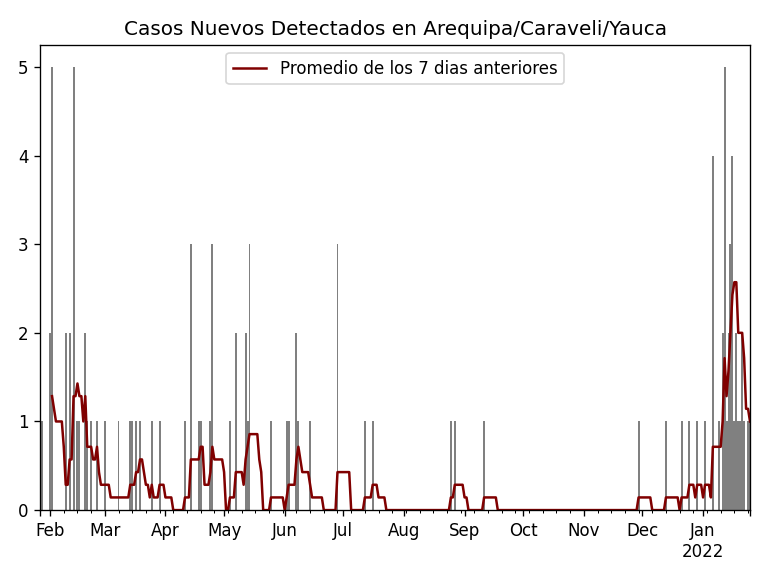 Casos Nuevos Detectados en Arequipa/Caraveli/Yauca
Promedio de los 7 dias anteriores
5
4
3
2
1
0
Feb Mar Apr May Jun Jul Aug Sep Oct Nov Dec Jan
2022